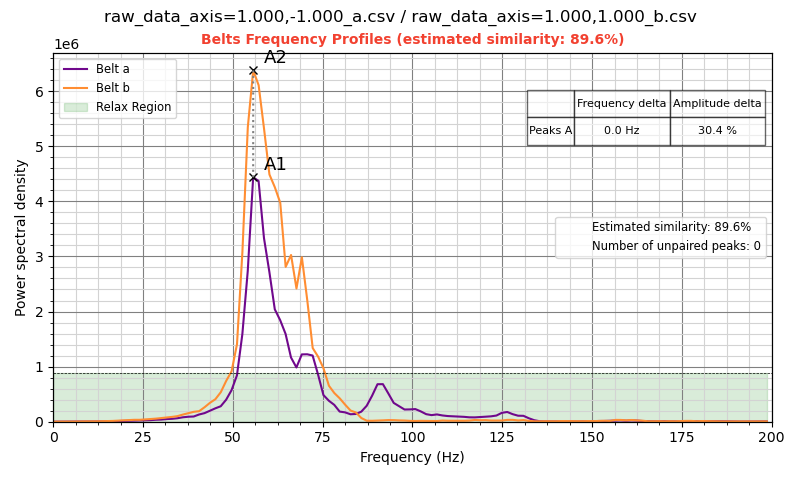 raw_data_axis=1.000,-1.000_a.csv / raw_data_axis=1.000,1.000_b.csv
Belts Frequency Profiles (estimated similarity: 89.6%)
1e6
A2
Belt a
Belt b
Relax Region
Frequency delta Amplitude delta
Peaks A 0.0 Hz 30.4 %
A1
Estimated similarity: 89.6%
Number of unpaired peaks: 0
Power spectral density
6
5
4
3
2
1
0
0 25 50 75 100 125 150 175 200
Frequency (Hz)